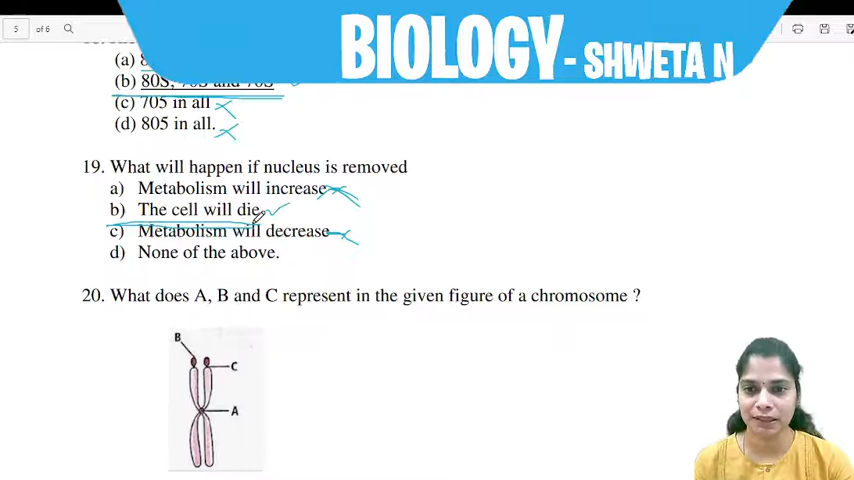 5 of 6
BIOLOGY - SHWETA N
(a) 8
(b) 80S, 70S and 70S
(c) 705 in all
(d) 805 in all.
19. What will happen if nucleus is removed
a) Metabolism will increase
b) The cell will die
c) Metabolism will decrease
d) None of the above.
20. What does A, B and C represent in the given figure of a chromosome ?
B
C
A